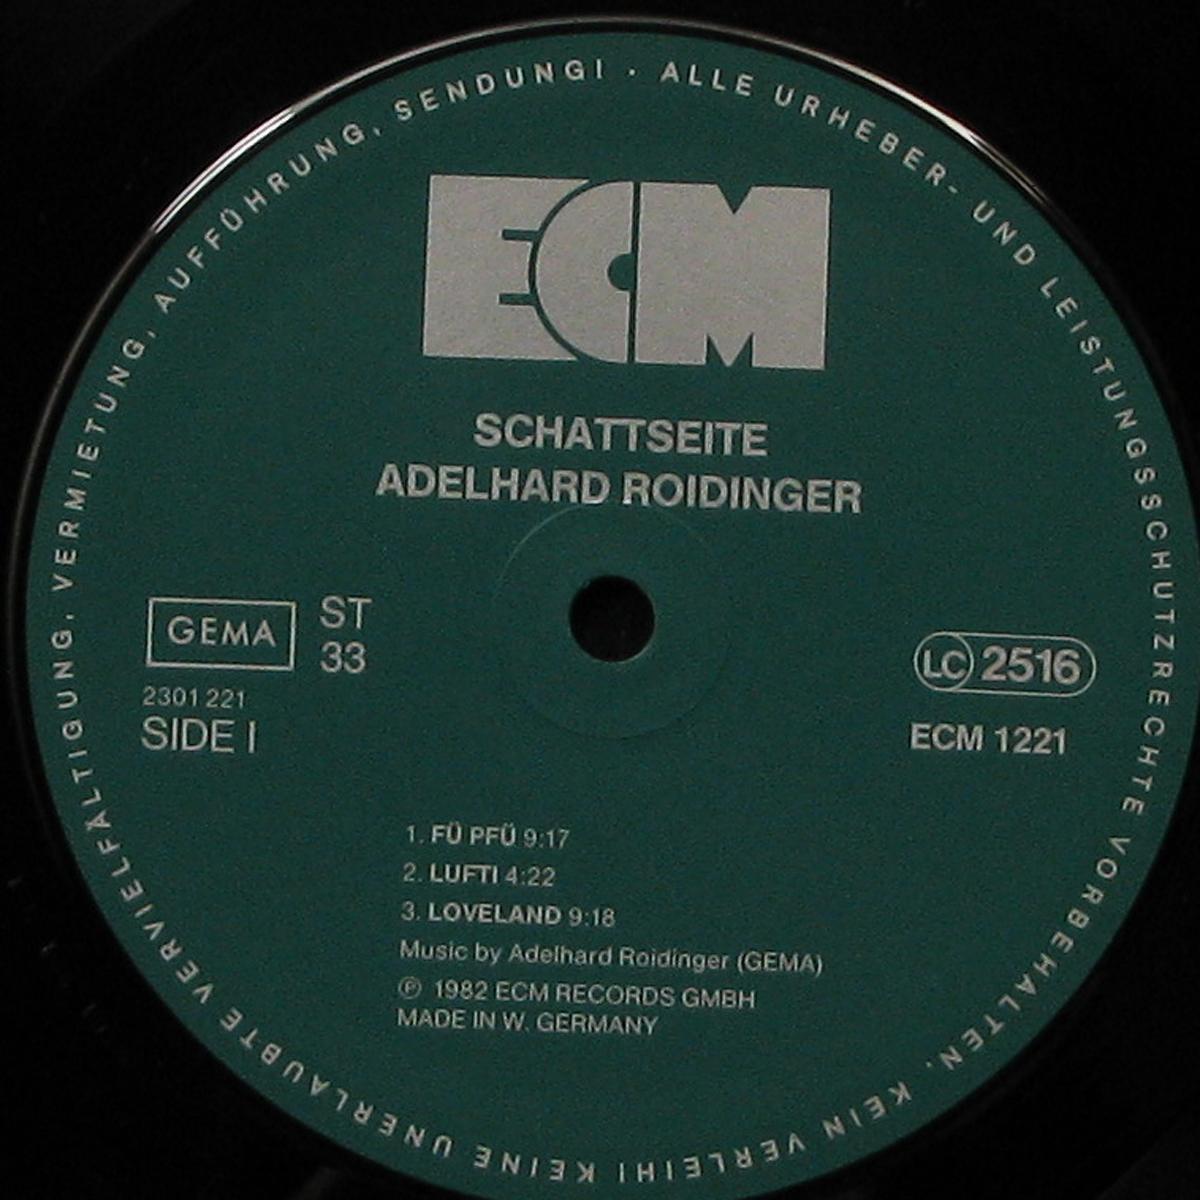 ECM
SCHATTSEITE
ADELHARD ROIDINGER
GEMA
ST
33
2301 221
SIDE I
LC 2516
ECM 1221
1. FÜ PFÜ 9:17
2. LUFTI 4:22
3. LOVELAND 9:18
Music by Adelhard Roidinger (GEMA)
Ⓟ 1982 ECM RECORDS GMBH
MADE IN W. GERMANY
ALLE URHEBER- UND LEISTUNGSSCHUTZRECHTE VORBEHALTEN. KEIN VERLEIH! KEINE UNERLAUBTE VERVIELFÄLTIGUNG, VERMIETUNG, AUFFÜHRUNG, SENDUNG! ·